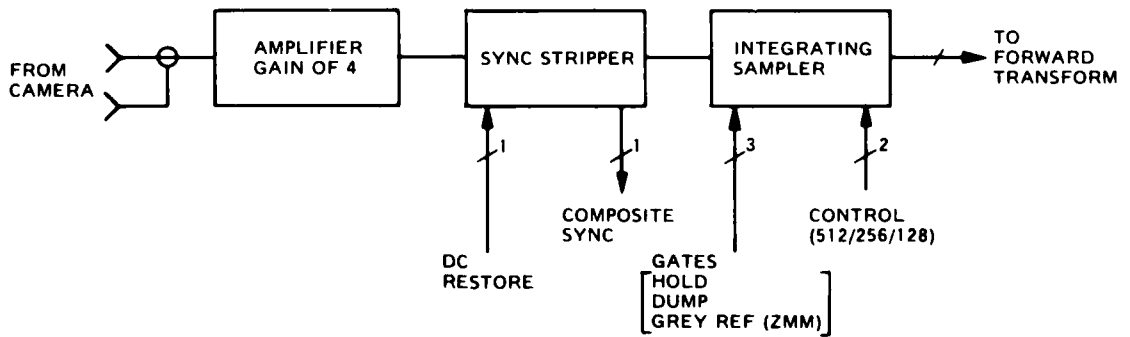 FROM
CAMERA
AMPLIFIER
GAIN OF 4
SYNC STRIPPER
INTEGRATING
SAMPLER
TO
FORWARD
TRANSFORM
1
1
3
2
DC
RESTORE
COMPOSITE
SYNC
GATES
HOLD
DUMP
GREY REF (ZMM)
CONTROL
(512/256/128)